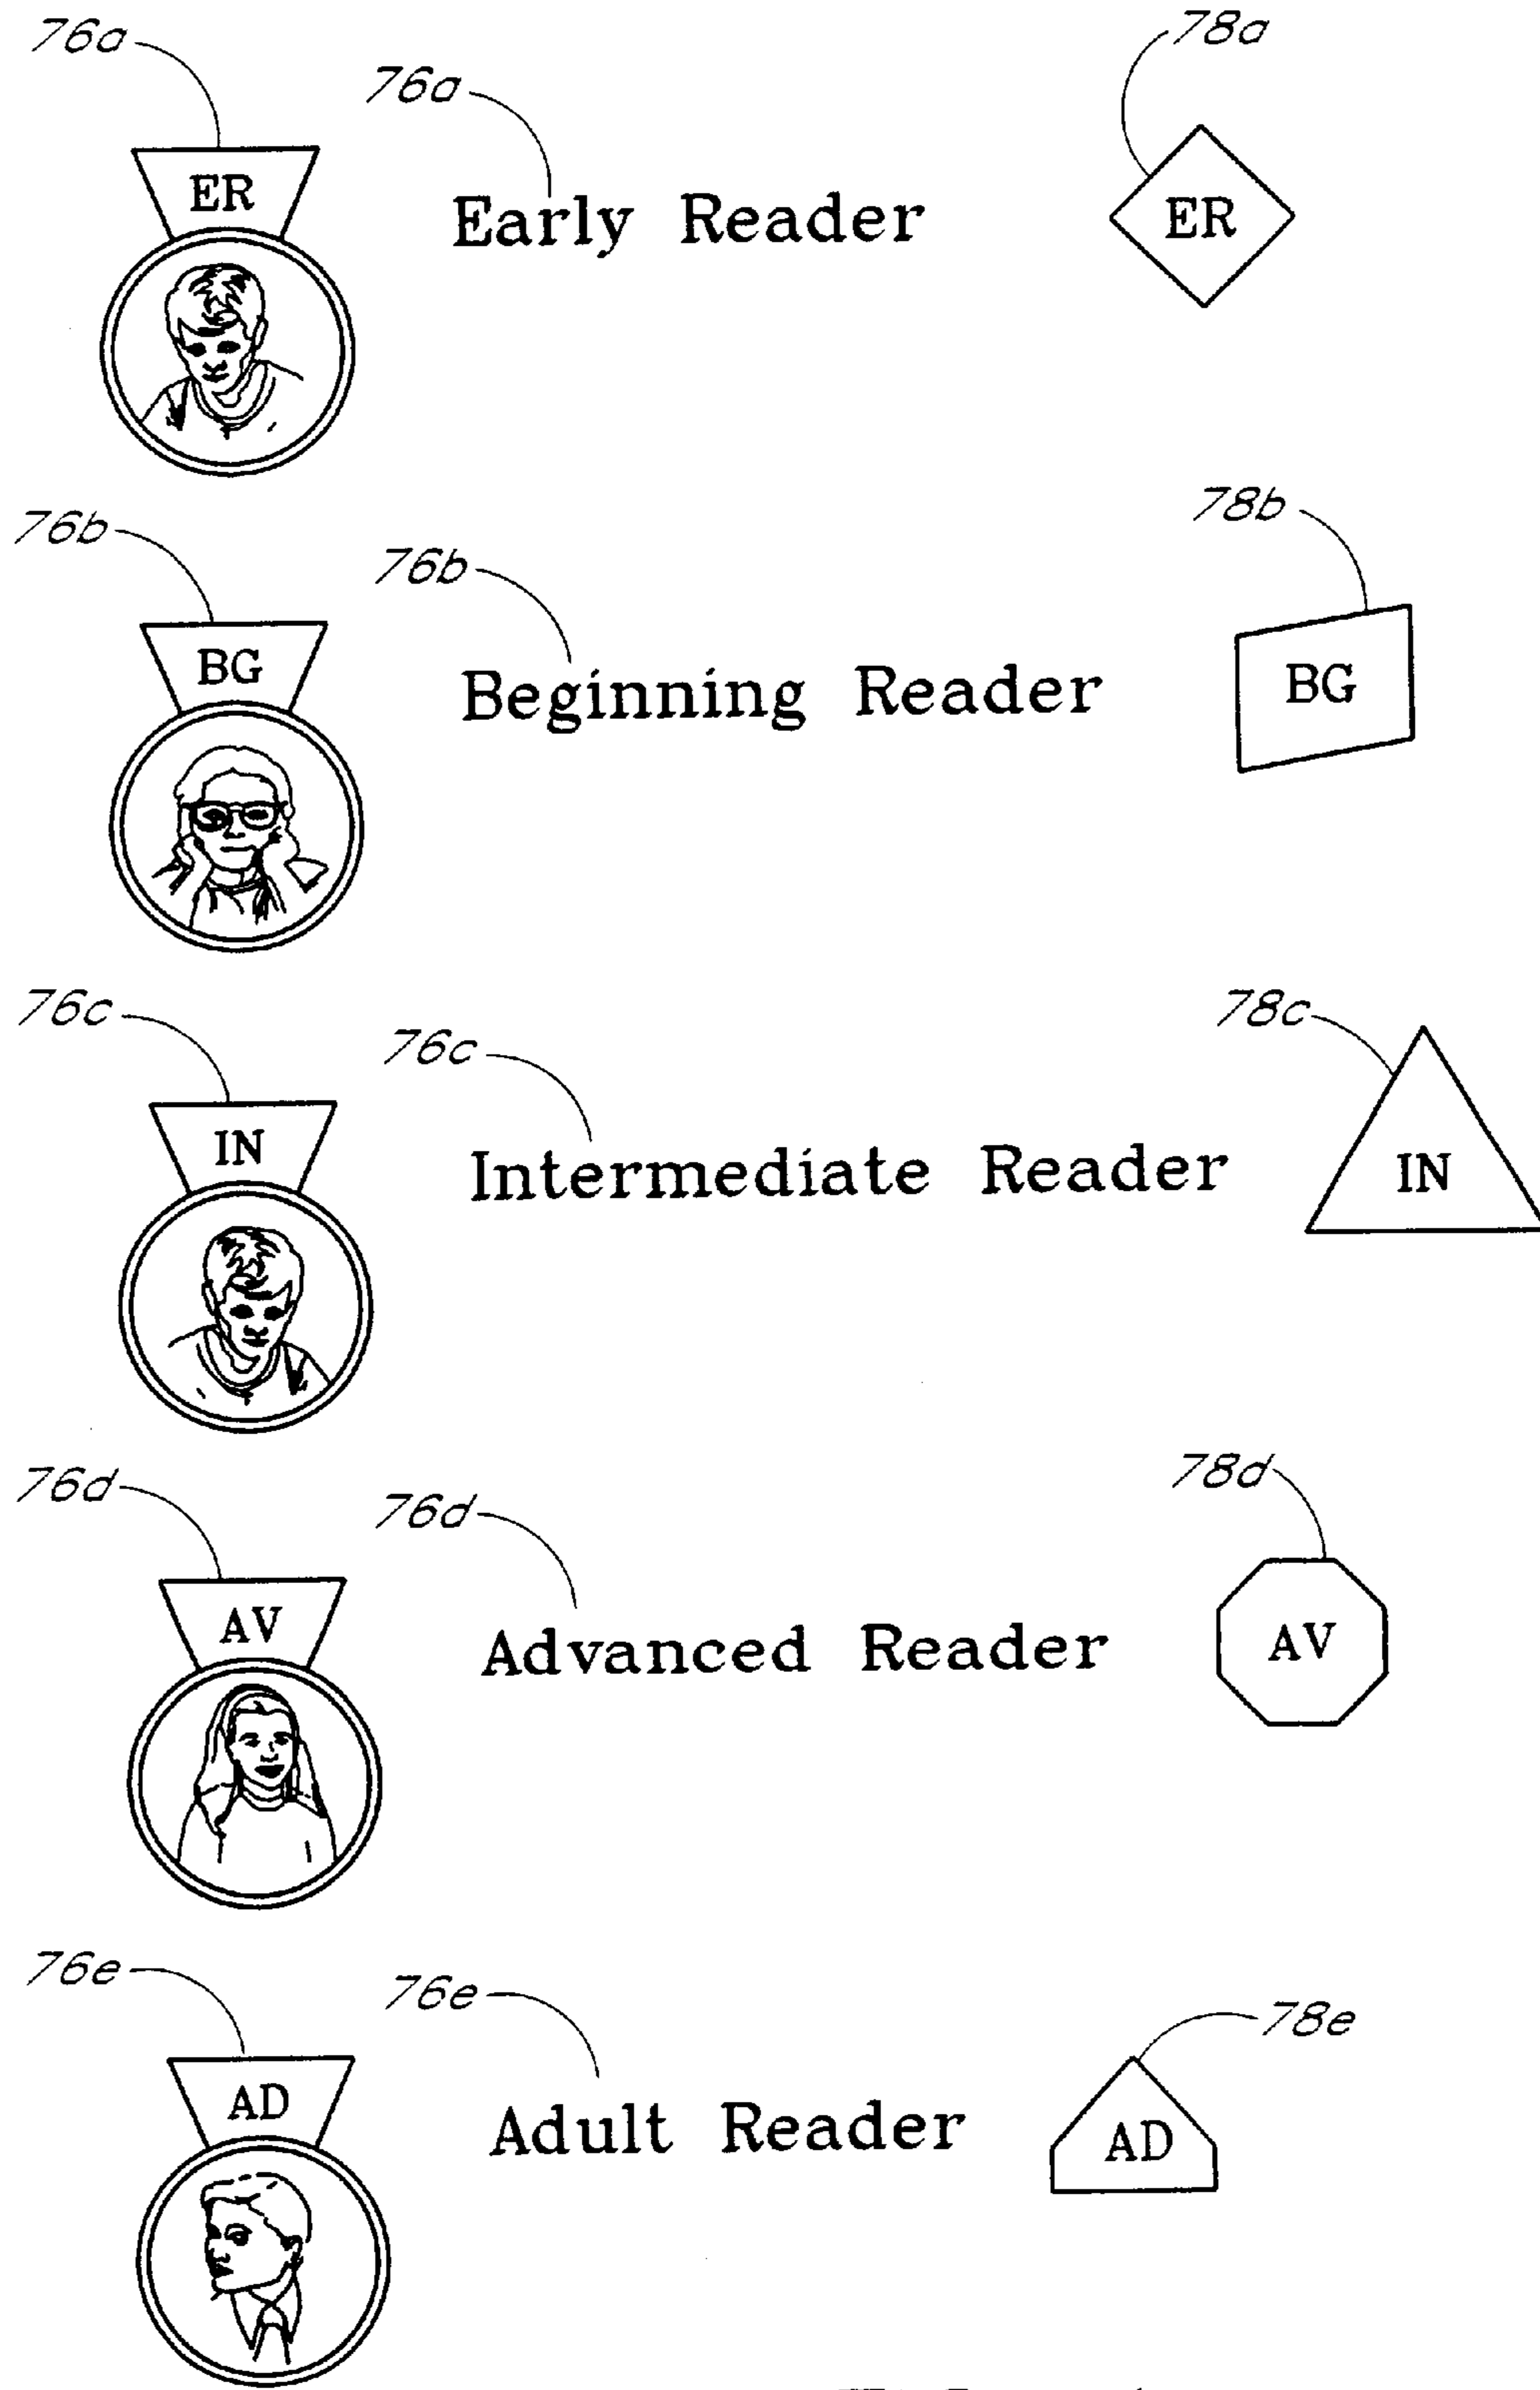 76a
76a
78a
ER
Early Reader
ER
76b
76b
78b
BG
Beginning Reader
BG
76c
76c
78c
IN
Intermediate Reader
IN
76d
76d
78d
AV
Advanced Reader
AV
76e
76e
78e
AD
Adult Reader
AD